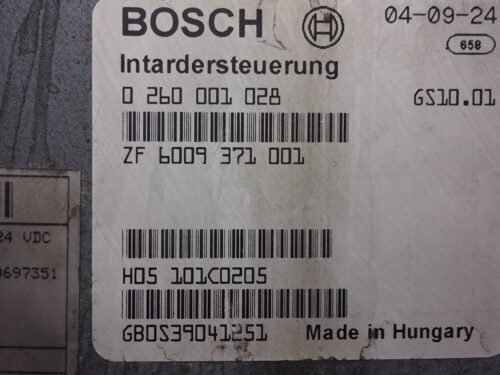 BOSCH
04-09-24
658
Intardersteuerung
0 260 001 028
GS10.01
ZF 6009 371 001
24 VDC
0697351
H05 101C0205
GB0S39041251
Made in Hungary